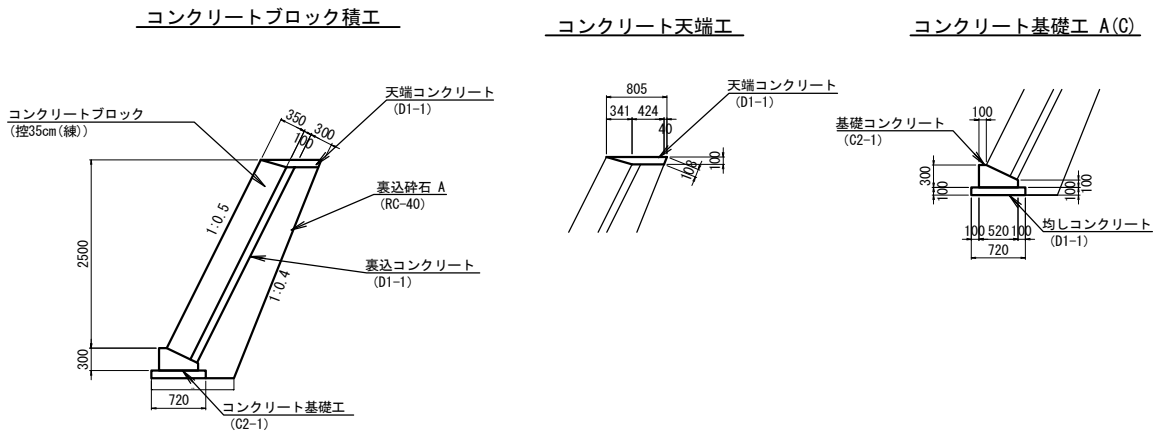 コンクリートブロック積工
コンクリートブロック
(控35cm(練))
天端コンクリート
(D1-1)
350
100
300
2500
1:0.5
裏込砕石 A
(RC-40)
裏込コンクリート
(D1-1)
1:0.4
300
720
コンクリート基礎工
(C2-1)
コンクリート天端工
805
天端コンクリート
(D1-1)
341
424
40
100
108
コンクリート基礎工 A(C)
100
基礎コンクリート
(C2-1)
300
100
100
100
100
520
100
均しコンクリート
(D1-1)
720